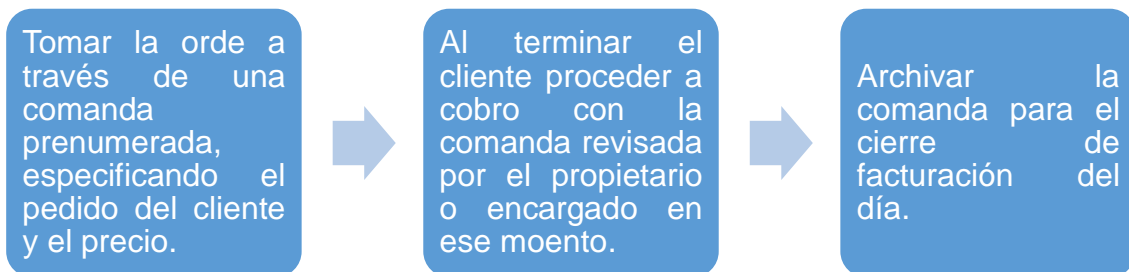 Tomar la orde a
través de una
comanda
prenumerada,
especificando el
pedido del cliente
y el precio.
Al terminar el
cliente proceder a
cobro con la
comanda revisada
por el propietario
o encargado en
ese moento.
Archivar la
comanda para el
cierre de
facturación del
día.